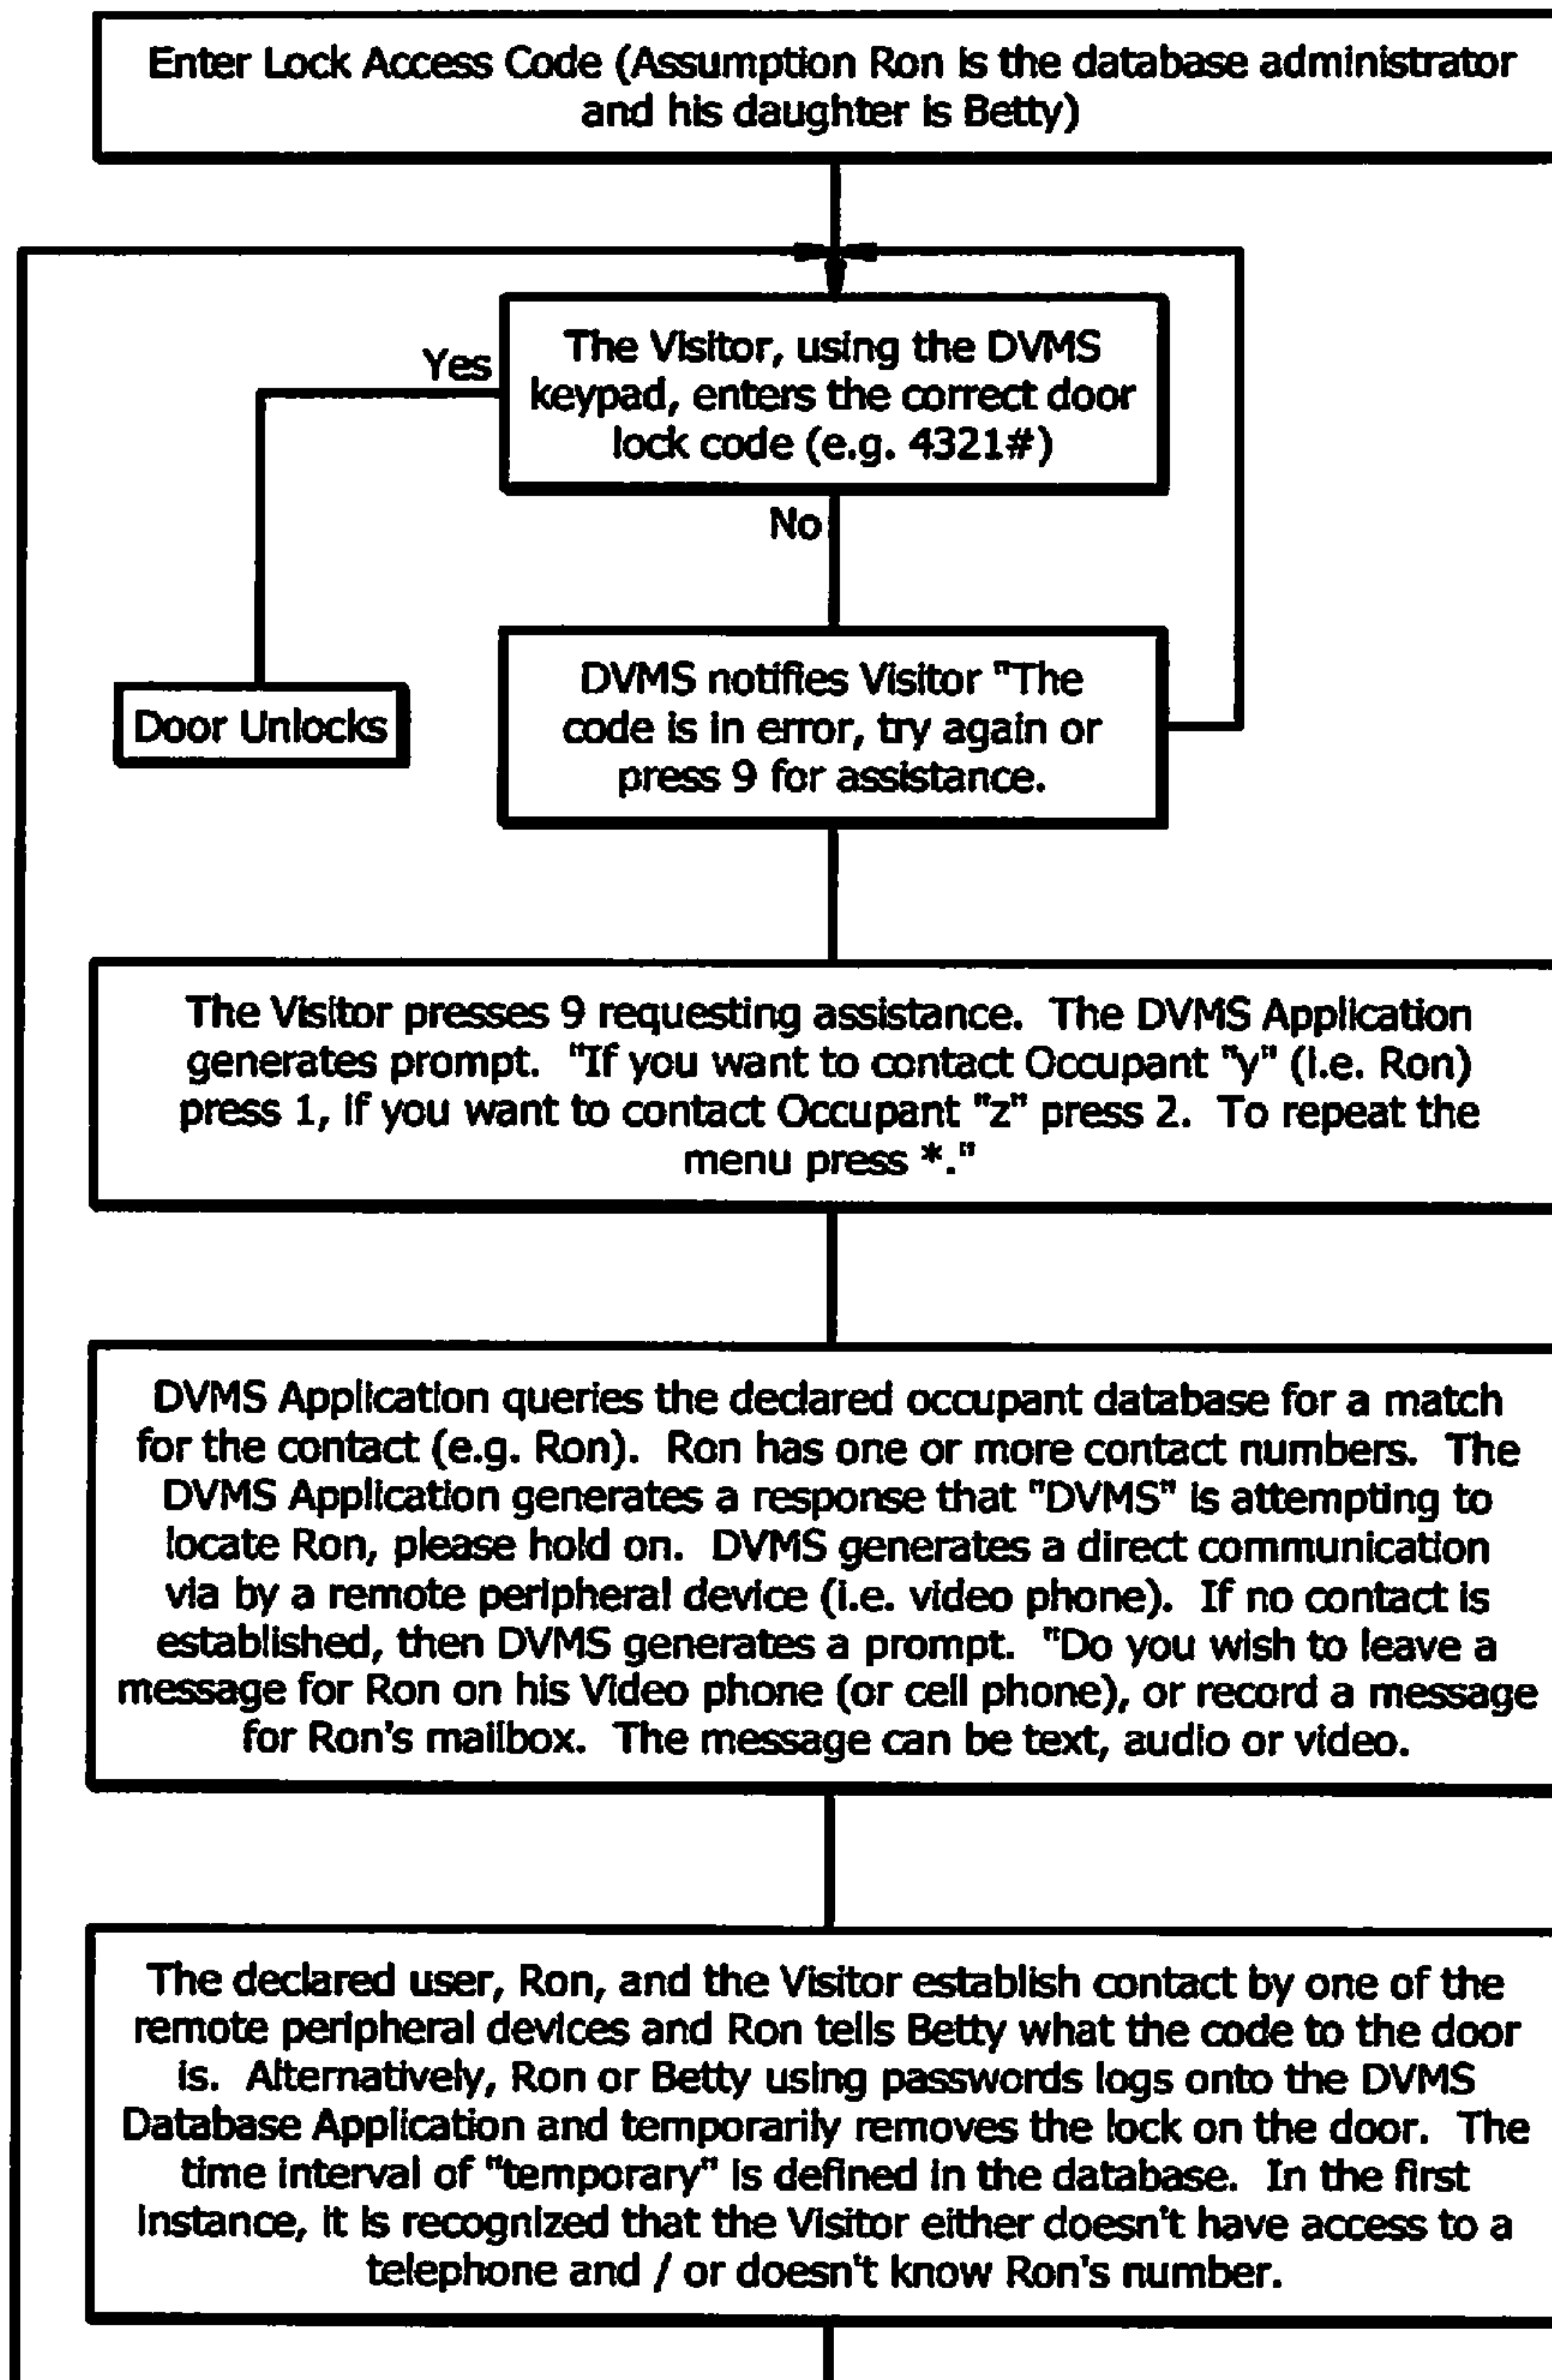 Enter Lock Access Code (Assumption Ron is the database administrator
and his daughter is Betty)
The Visitor, using the DVMS
keypad, enters the correct door
lock code (e.g. 4321#)
Yes
No
DVMS notifies Visitor "The
code is in error, try again or
press 9 for assistance.
Door Unlocks
The Visitor presses 9 requesting assistance. The DVMS Application
generates prompt. "If you want to contact Occupant "y" (i.e. Ron)
press 1, if you want to contact Occupant "z" press 2. To repeat the
menu press *."
DVMS Application queries the declared occupant database for a match
for the contact (e.g. Ron). Ron has one or more contact numbers. The
DVMS Application generates a response that "DVMS" is attempting to
locate Ron, please hold on. DVMS generates a direct communication
via by a remote peripheral device (i.e. video phone). If no contact is
established, then DVMS generates a prompt. "Do you wish to leave a
message for Ron on his Video phone (or cell phone), or record a message
for Ron's mailbox. The message can be text, audio or video.
The declared user, Ron, and the Visitor establish contact by one of the
remote peripheral devices and Ron tells Betty what the code to the door
is. Alternatively, Ron or Betty using passwords logs onto the DVMS
Database Application and temporarily removes the lock on the door. The
time interval of "temporary" is defined in the database. In the first
instance, it is recognized that the Visitor either doesn't have access to a
telephone and / or doesn't know Ron's number.